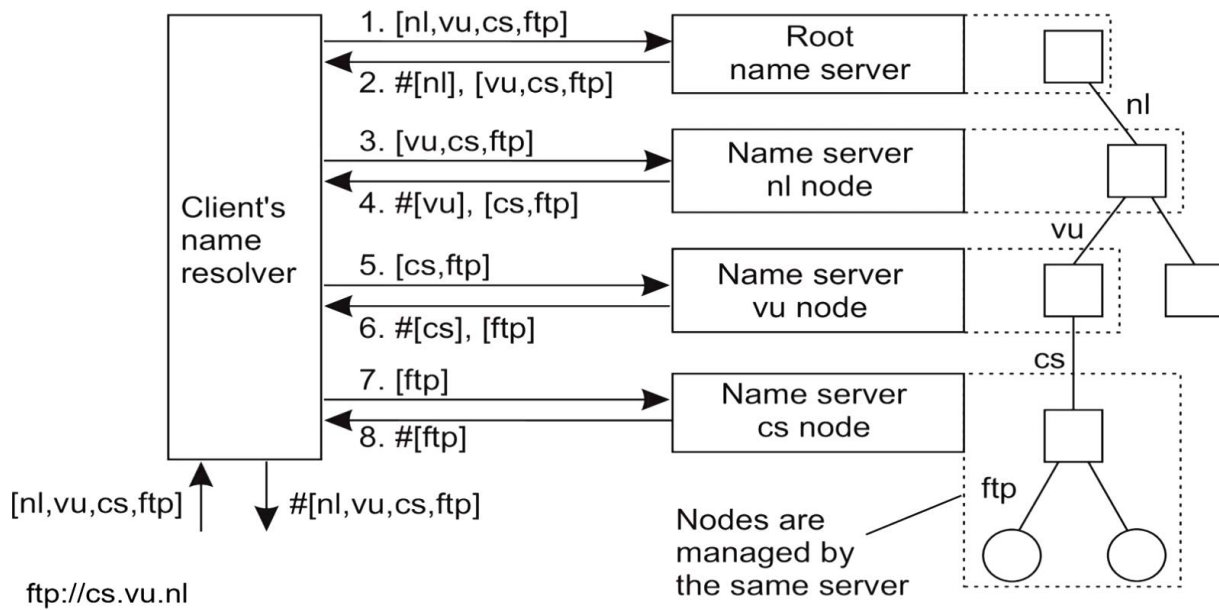 1. [nl,vu,cs,ftp]
Root
name server
2. #[nl], [vu,cs,ftp]
nl
3. [vu,cs,ftp]
Name server
nl node
4. #[vu], [cs,ftp]
Client's
name
resolver
vu
5. [cs,ftp]
Name server
vu node
6. #[cs], [ftp]
cs
7. [ftp]
Name server
cs node
8. #[ftp]
[nl,vu,cs,ftp]
#[nl,vu,cs,ftp]
ftp
Nodes are
managed by
the same server
ftp://cs.vu.nl